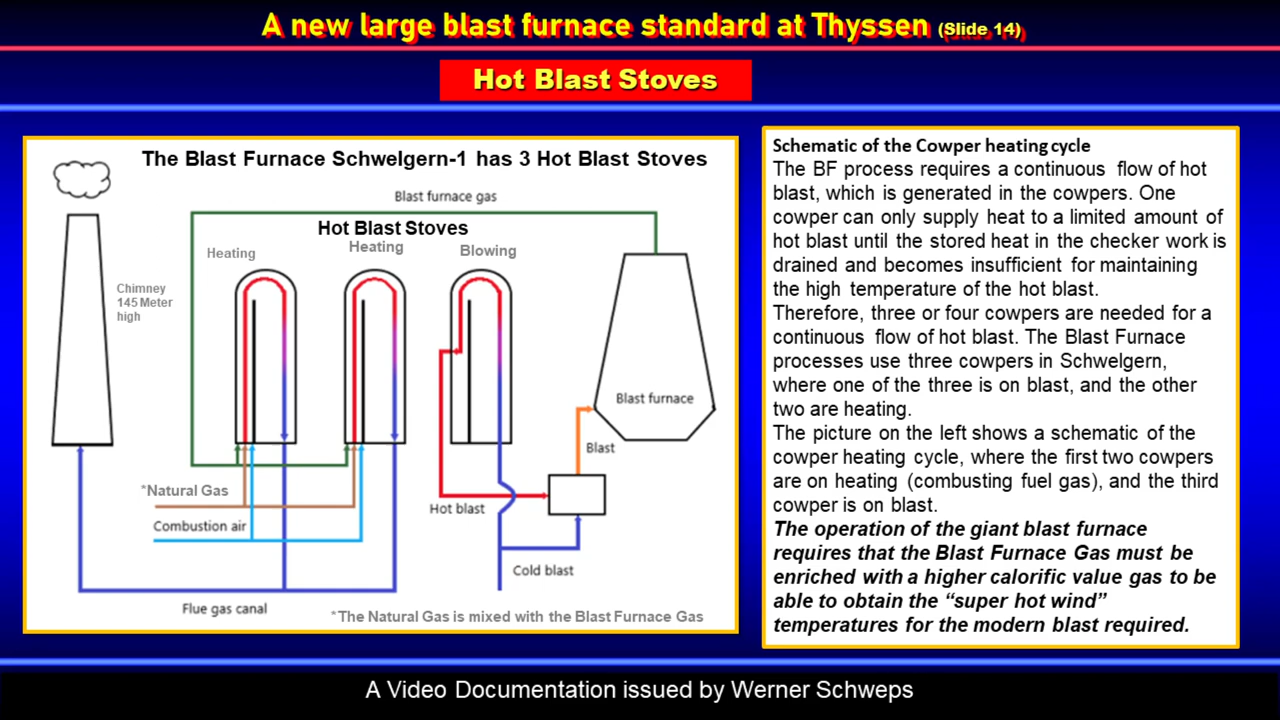 A new large blast furnace standard at Thyssen (Slide 14)
Hot Blast Stoves
The Blast Furnace Schwelgern-1 has 3 Hot Blast Stoves
Blast furnace gas
Hot Blast Stoves
Heating
Heating
Blowing
Chimney
145 Meter
high
Blast furnace
Blast
*Natural Gas
Hot blast
Combustion air
Cold blast
Flue gas canal
*The Natural Gas is mixed with the Blast Furnace Gas
Schematic of the Cowper heating cycle
The BF process requires a continuous flow of hot
blast, which is generated in the cowpers. One
cowper can only supply heat to a limited amount of
hot blast until the stored heat in the checker work is
drained and becomes insufficient for maintaining
the high temperature of the hot blast.
Therefore, three or four cowpers are needed for a
continuous flow of hot blast. The Blast Furnace
processes use three cowpers in Schwelgern,
where one of the three is on blast, and the other
two are heating.
The picture on the left shows a schematic of the
cowper heating cycle, where the first two cowpers
are on heating (combusting fuel gas), and the third
cowper is on blast.
The operation of the giant blast furnace
requires that the Blast Furnace Gas must be
enriched with a higher calorific value gas to be
able to obtain the “super hot wind”
temperatures for the modern blast required.
A Video Documentation issued by Werner Schweps